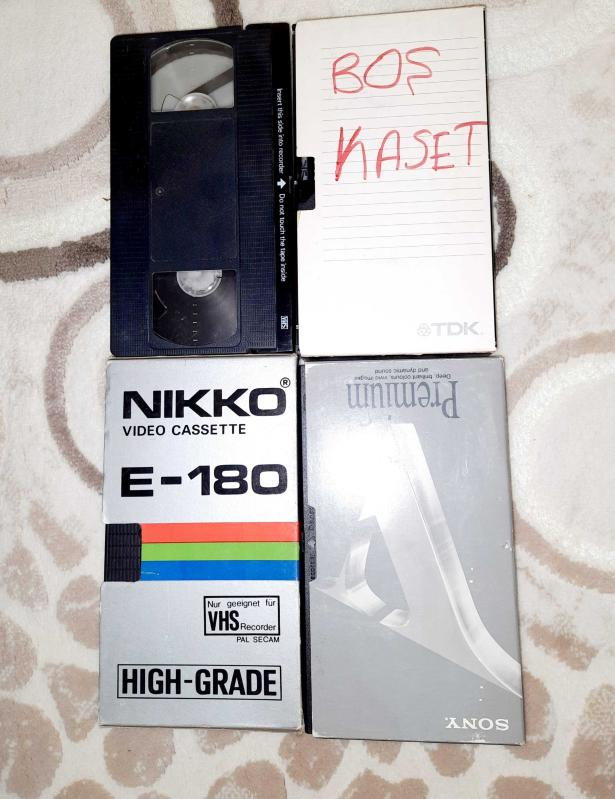 Insert this side into recorder ⬆ Do not touch the tape inside
VHS
BOŞ
KASET
TDK
NIKKO®
VIDEO CASSETTE
E-180
Nur geeignet für
VHS Recorder
PAL SECAM
HIGH-GRADE
Premium
Deep, brilliant colours, vivid images
and dynamic sound
SONY